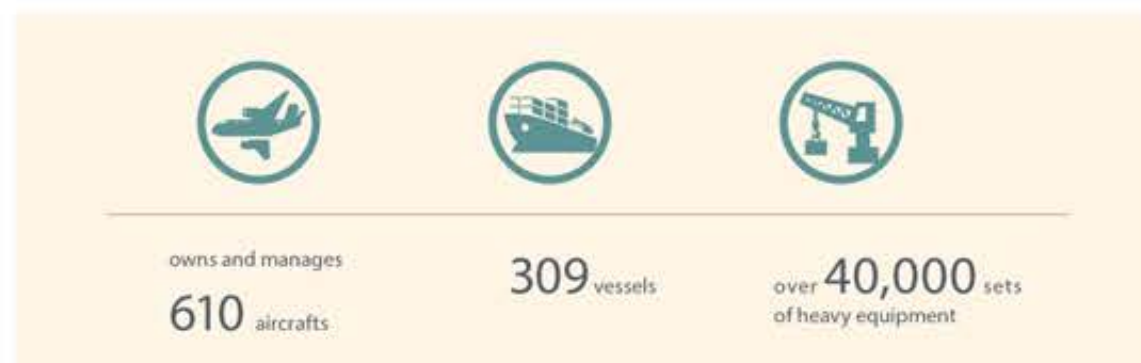 owns and manages
610 aircrafts
309 vessels
over 40,000 sets
of heavy equipment